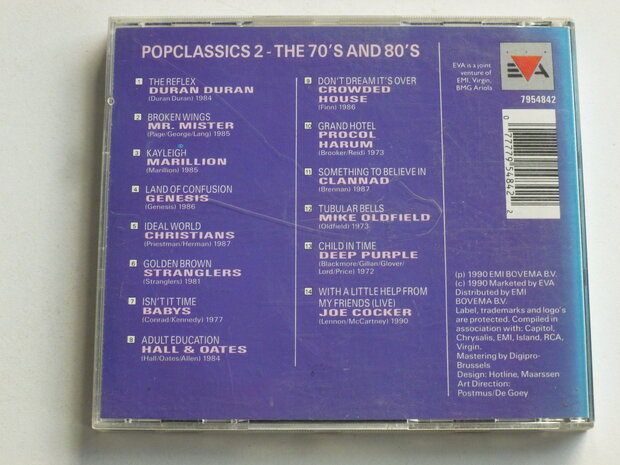 POPCLASSICS 2 - THE 70'S AND 80'S
1 THE REFLEX
DURAN DURAN
(Duran Duran) 1984
2 BROKEN WINGS
MR. MISTER
(Page/George/Lang) 1985
3 KAYLEIGH
MARILLION
(Marillion) 1985
4 LAND OF CONFUSION
GENESIS
(Genesis) 1986
5 IDEAL WORLD
CHRISTIANS
(Priestman/Herman) 1987
6 GOLDEN BROWN
STRANGLERS
(Stranglers) 1981
7 ISN'T IT TIME
BABYS
(Conrad/Kennedy) 1977
8 ADULT EDUCATION
HALL & OATES
(Hall/Oates/Allen) 1984
9 DON'T DREAM IT'S OVER
CROWDED
HOUSE
(Finn) 1986
10 GRAND HOTEL
PROCOL
HARUM
(Brooker/Reid) 1973
11 SOMETHING TO BELIEVE IN
CLANNAD
(Brennan) 1987
12 TUBULAR BELLS
MIKE OLDFIELD
(Oldfield) 1973
13 CHILD IN TIME
DEEP PURPLE
(Blackmore/Gillan/Glover/
Lord/Price) 1972
14 WITH A LITTLE HELP FROM
MY FRIENDS (LIVE)
JOE COCKER
(Lennon/McCartney) 1990
EVA is a joint
venture of
EMI, Virgin,
BMG Ariola
EVA
7954842
0 77779 54842 2
(p) 1990 EMI BOVEMA B.V.
(c) 1990 Marketed by EVA
Distributed by EMI
BOVEMA B.V.
Label, trademarks and logo's
are protected. Compiled in
association with: Capitol,
Chrysalis, EMI, Island, RCA,
Virgin.
Mastering by Digipro-
Brussels
Design: Hotline, Maarssen
Art Direction:
Postmus/De Goey